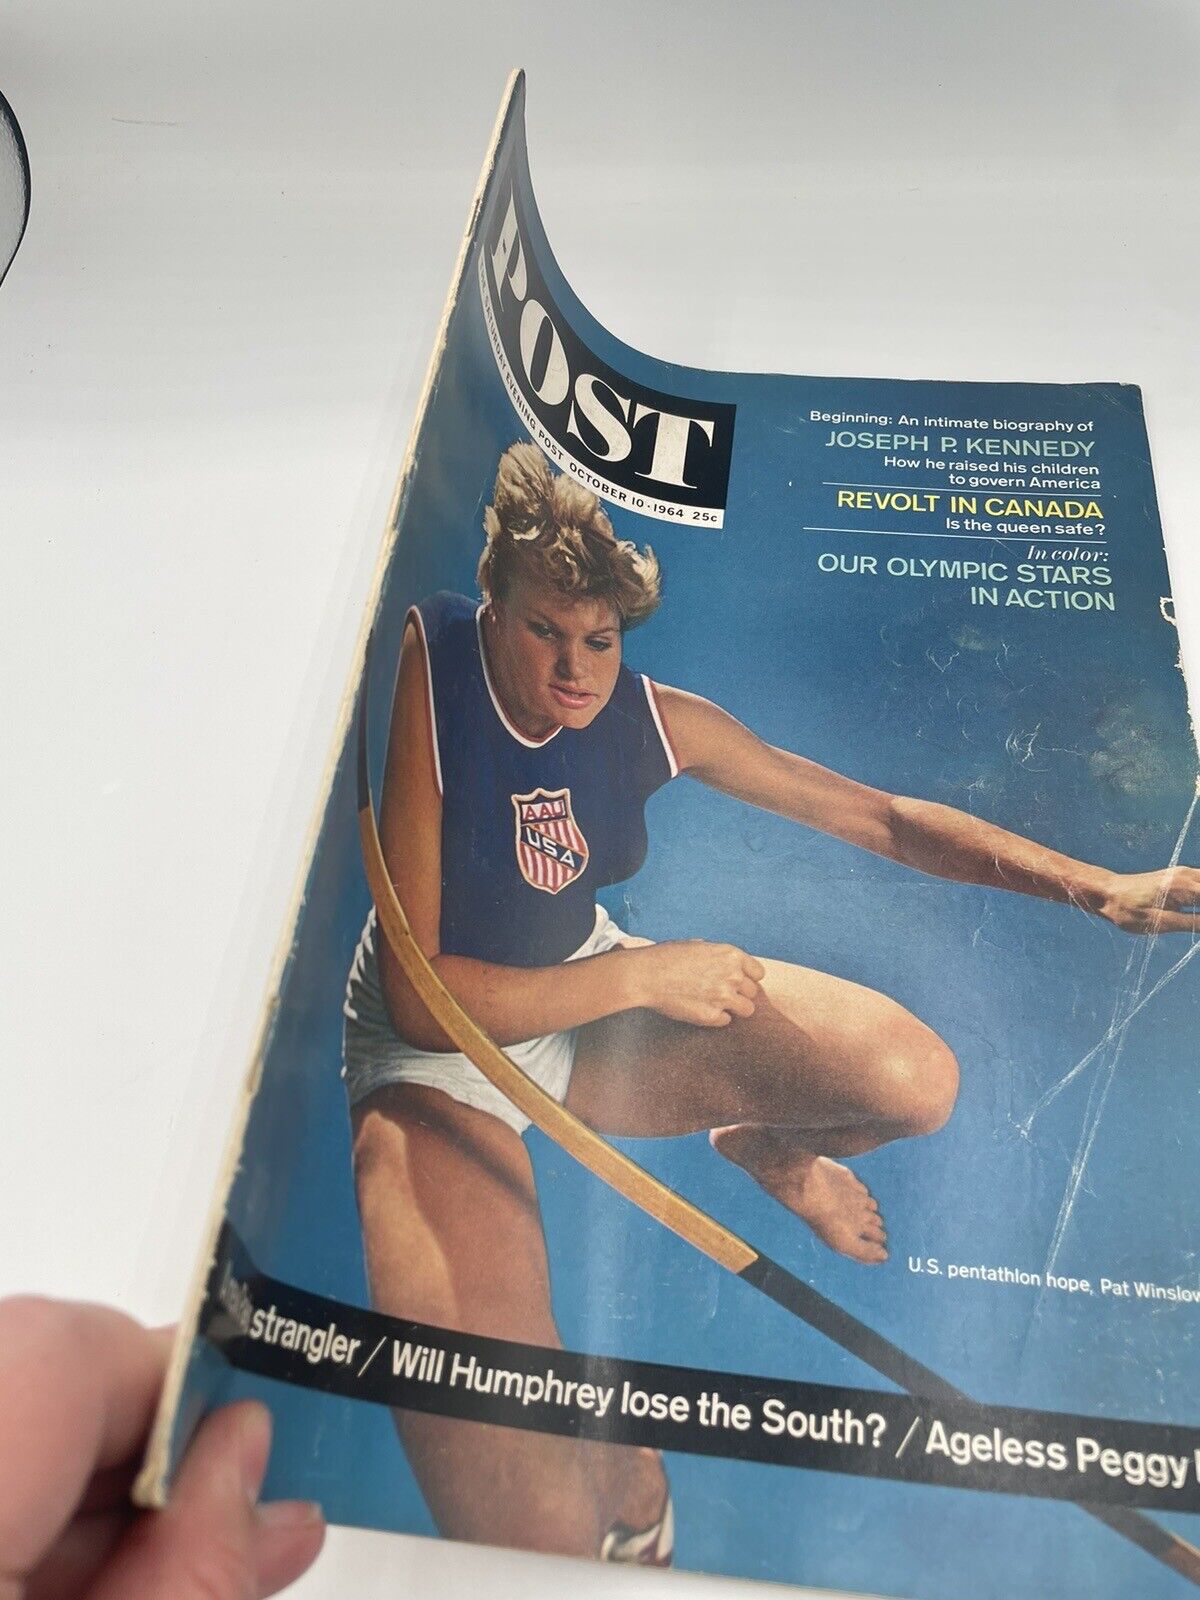 POST
THE SATURDAY EVENING POST OCTOBER 10 · 1964 25c
Beginning: An intimate biography of
JOSEPH P. KENNEDY
How he raised his children
to govern America
REVOLT IN CANADA
Is the queen safe?
In color:
OUR OLYMPIC STARS
IN ACTION
AAU
USA
U.S. pentathlon hope, Pat Winslow
strangler / Will Humphrey lose the South? / Ageless Peggy